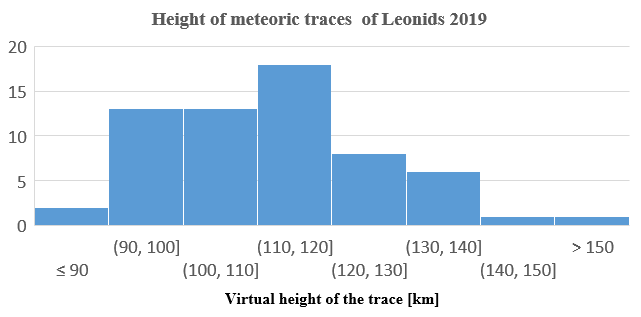 Height of meteoric traces  of Leonids 2019
20
15
10
5
0
(90, 100] (110, 120] (130, 140] > 150
≤ 90 (100, 110] (120, 130] (140, 150]
Virtual height of the trace [km]